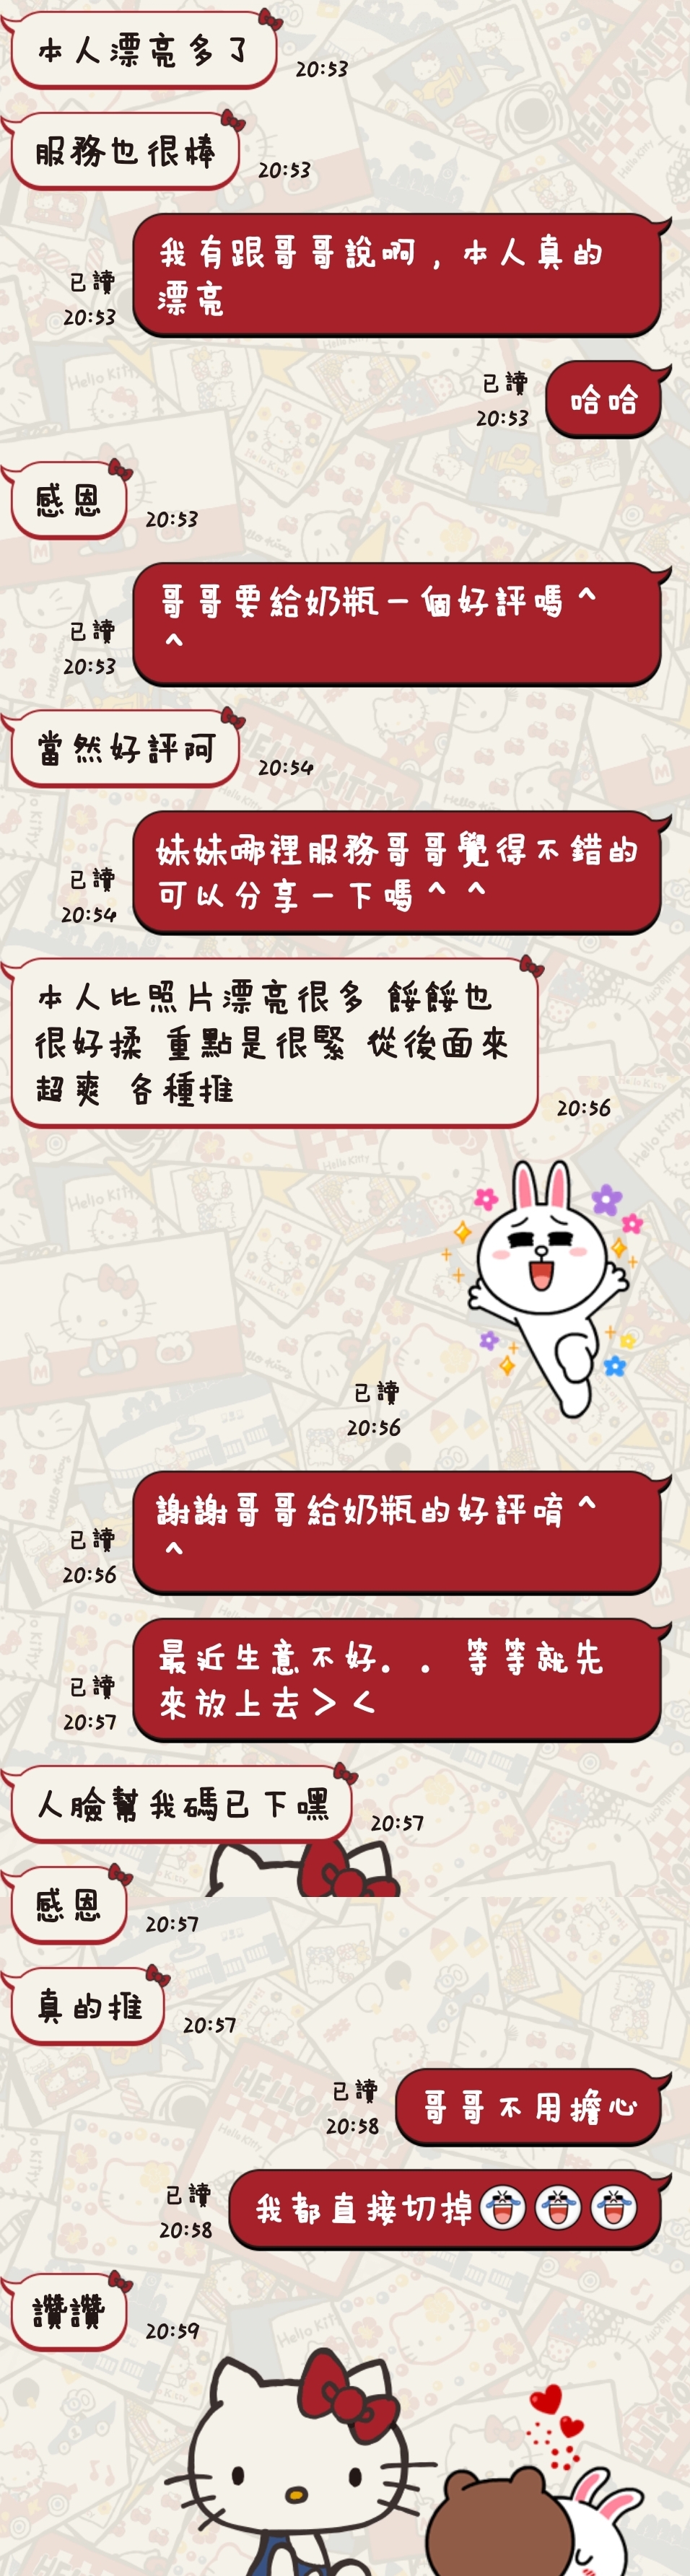 本人漂亮多了
20:53
服務也很棒
20:53
我有跟哥哥說啊，本人真的
漂亮
已讀
20:53
哈哈
已讀
20:53
感恩
20:53
哥哥要給奶瓶一個好評嗎^
^
已讀
20:53
當然好評阿
20:54
妹妹哪裡服務哥哥覺得不錯的
可以分享一下嗎^ ^
已讀
20:54
本人比照片漂亮很多 餒餒也
很好揉 重點是很緊 從後面來
超爽 各種推
20:56
已讀
20:56
謝謝哥哥給奶瓶的好評唷^
^
已讀
20:56
最近生意不好. . 等等就先
來放上去＞＜
已讀
20:57
人臉幫我碼已下嘿
20:57
感恩
20:57
真的推
20:57
哥哥不用擔心
已讀
20:58
我都直接切掉
已讀
20:58
讚讚
20:59